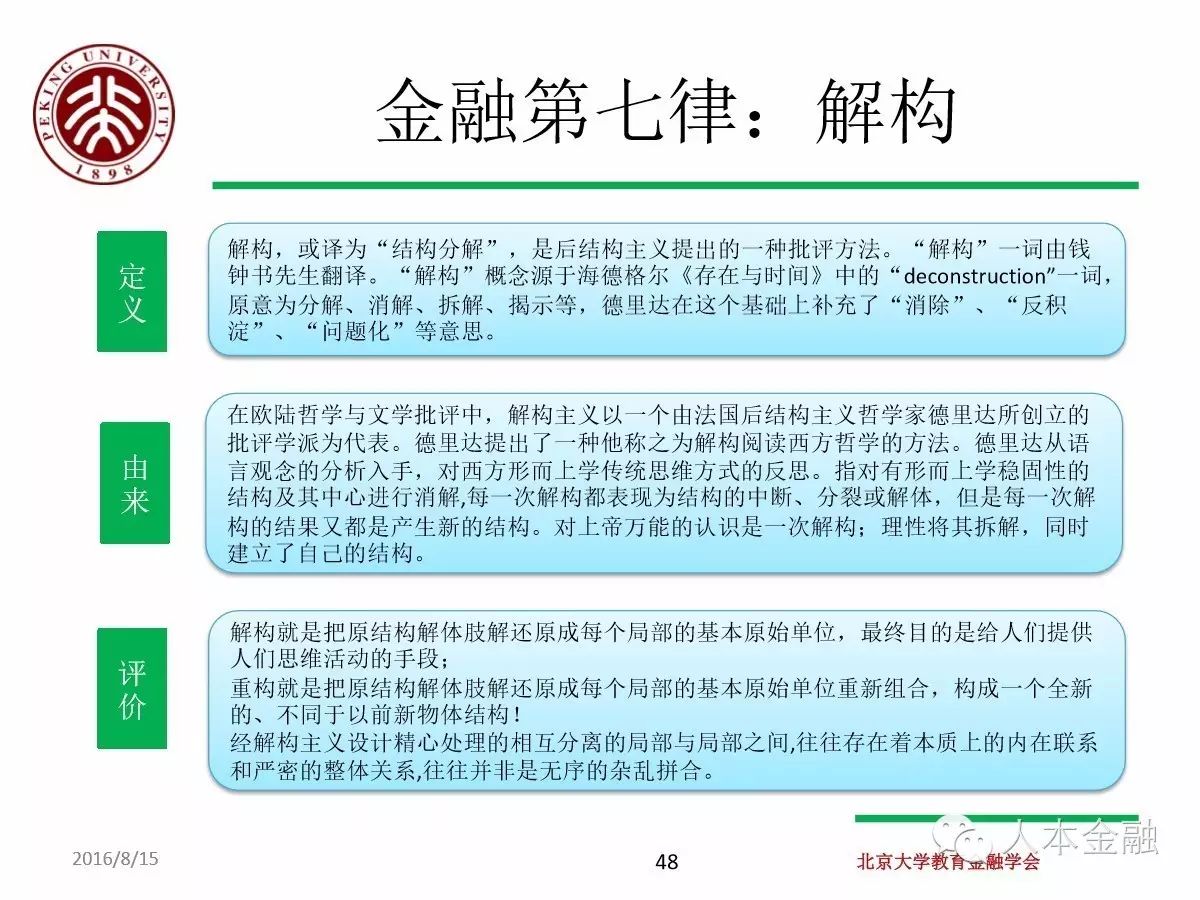 PEKING UNIVERSITY
1898
金融第七律：解构
定
义
解构，或译为“结构分解”，是后结构主义提出的一种批评方法。“解构”一词由钱
钟书先生翻译。“解构”概念源于海德格尔《存在与时间》中的“deconstruction”一词，
原意为分解、消解、拆解、揭示等，德里达在这个基础上补充了“消除”、“反积
淀”、“问题化”等意思。
由
来
在欧陆哲学与文学批评中，解构主义以一个由法国后结构主义哲学家德里达所创立的
批评学派为代表。德里达提出了一种他称之为解构阅读西方哲学的方法。德里达从语
言观念的分析入手，对西方形而上学传统思维方式的反思。指对有形而上学稳固性的
结构及其中心进行消解,每一次解构都表现为结构的中断、分裂或解体，但是每一次解
构的结果又都是产生新的结构。对上帝万能的认识是一次解构；理性将其拆解，同时
建立了自己的结构。
评
价
解构就是把原结构解体肢解还原成每个局部的基本原始单位，最终目的是给人们提供
人们思维活动的手段；
重构就是把原结构解体肢解还原成每个局部的基本原始单位重新组合，构成一个全新
的、不同于以前新物体结构！
经解构主义设计精心处理的相互分离的局部与局部之间,往往存在着本质上的内在联系
和严密的整体关系,往往并非是无序的杂乱拼合。
人本金融
2016/8/15
48
北京大学教育金融学会